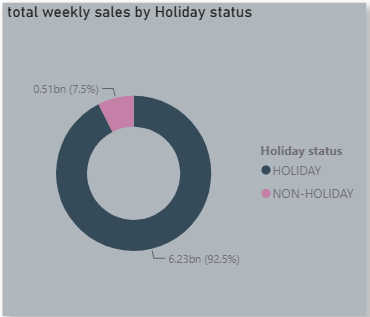 total weekly sales by Holiday status
0.51bn (7.5%)
Holiday status
HOLIDAY
NON-HOLIDAY
6.23bn (92.5%)